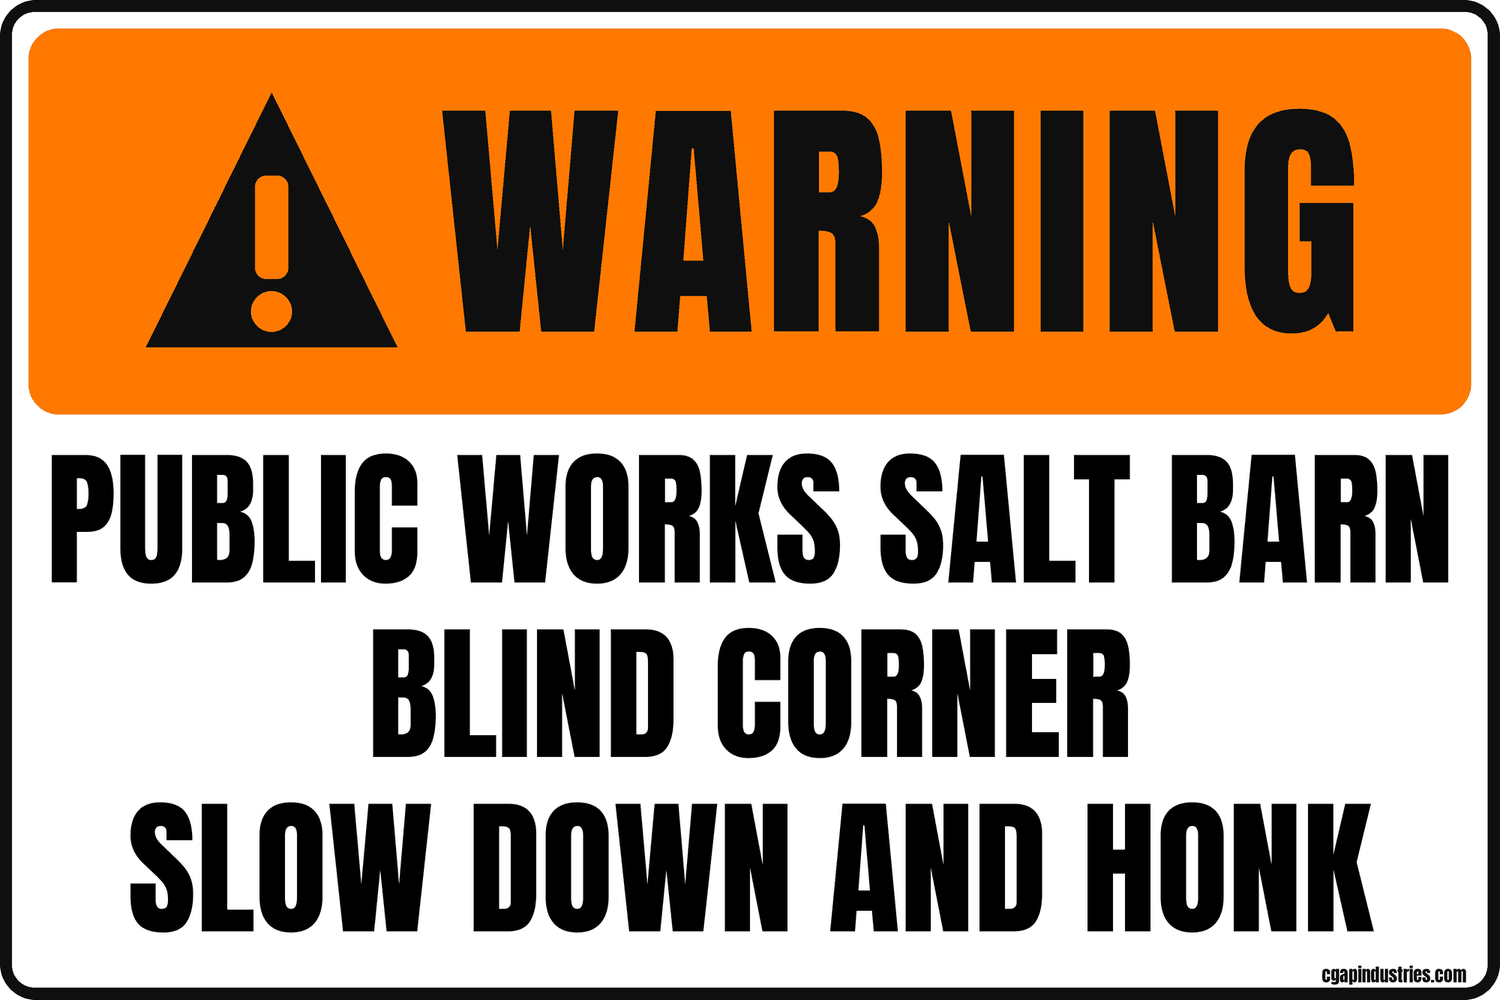 WARNING
PUBLIC WORKS SALT BARN
BLIND CORNER
SLOW DOWN AND HONK
cgapindustries.com